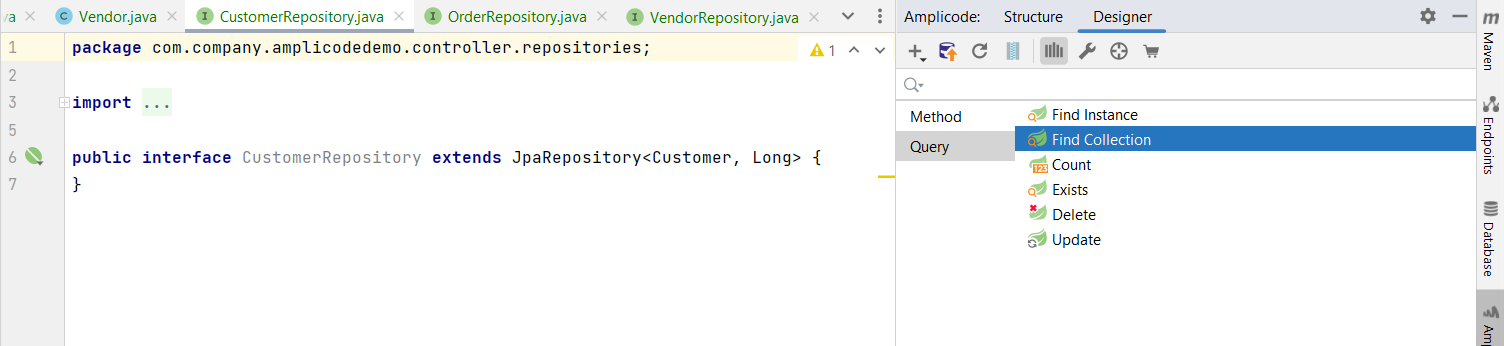 va
Vendor.java
CustomerRepository.java
OrderRepository.java
VendorRepository.java
1 package com.company.amplicodedemo.controller.repositories;
1
2
3 import ...
5
6 public interface CustomerRepository extends JpaRepository<Customer, Long> {
7 }
Amplicode:
Structure
Designer
Method
Query
Find Instance
Find Collection
123
Count
Exists
Delete
Update
m
Maven
Endpoints
Database
Amp